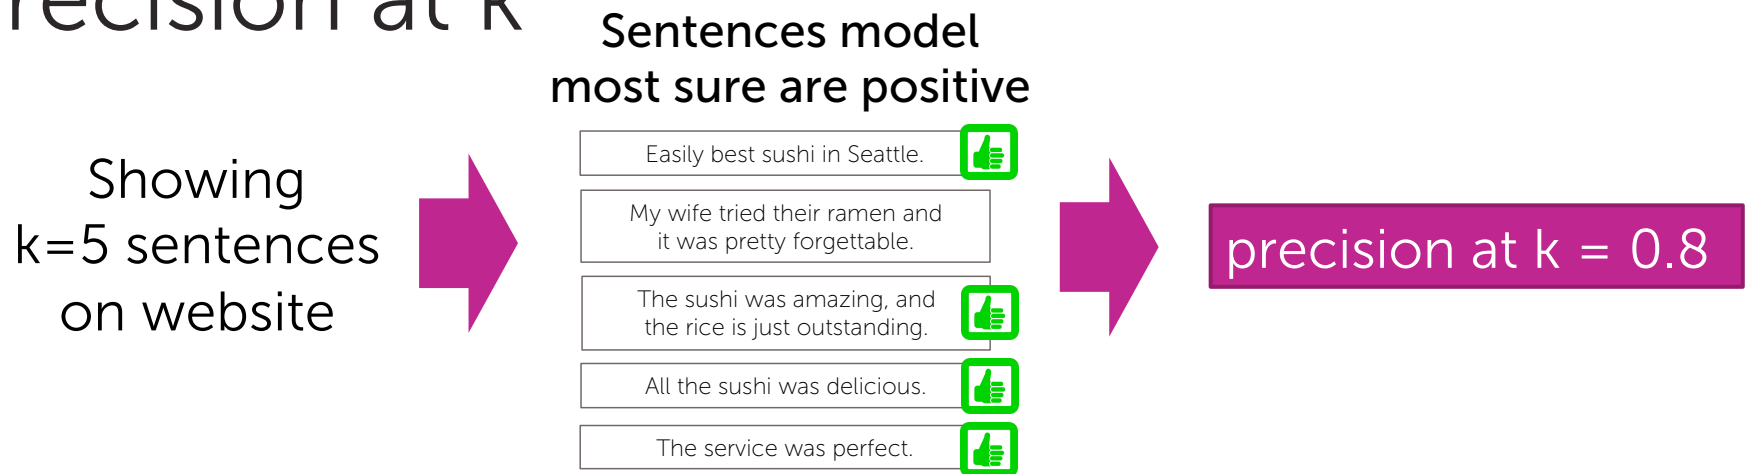 recision at k
Sentences model
most sure are positive
Showing
k=5 sentences
on website
Easily best sushi in Seattle.
My wife tried their ramen and
it was pretty forgettable.
The sushi was amazing, and
the rice is just outstanding.
All the sushi was delicious.
The service was perfect.
precision at k = 0.8